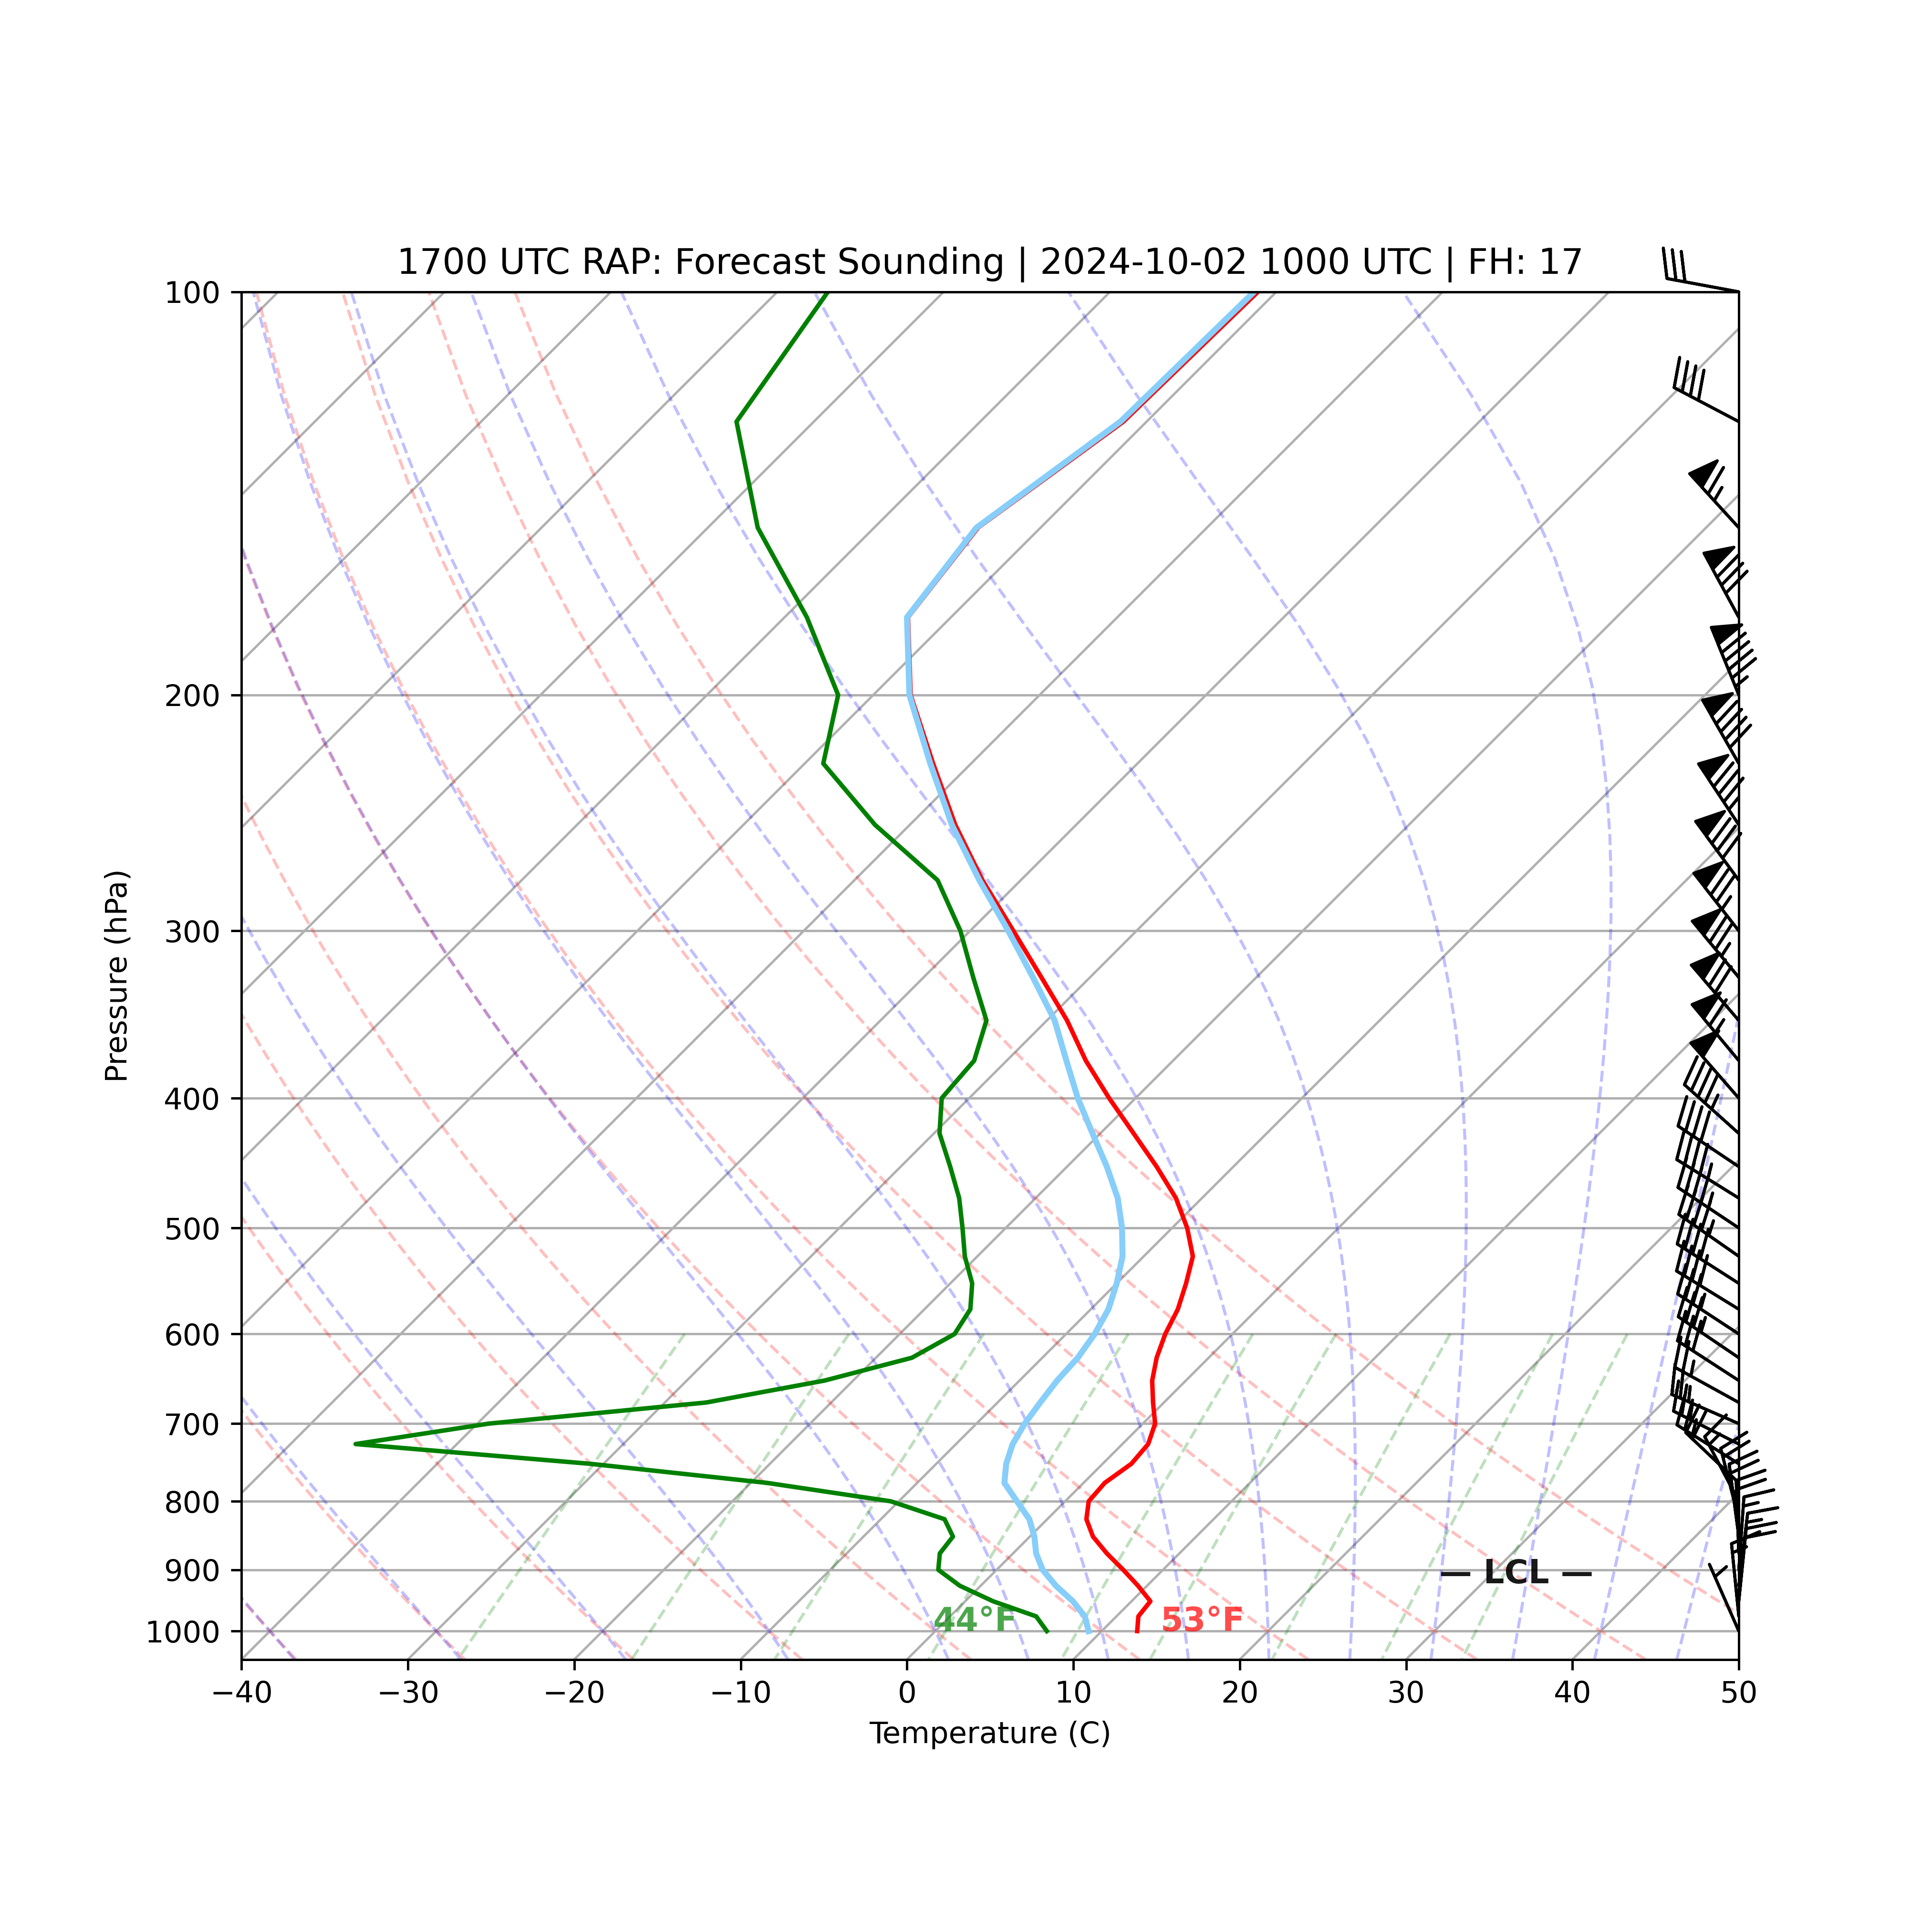 1700 UTC RAP: Forecast Sounding | 2024-10-02 1000 UTC | FH: 17
100
200
300
400
500
600
700
800
900
1000
Pressure (hPa)
— LCL —
44°F
53°F
−40 −30 −20 −10 0 10 20 30 40 50
Temperature (C)